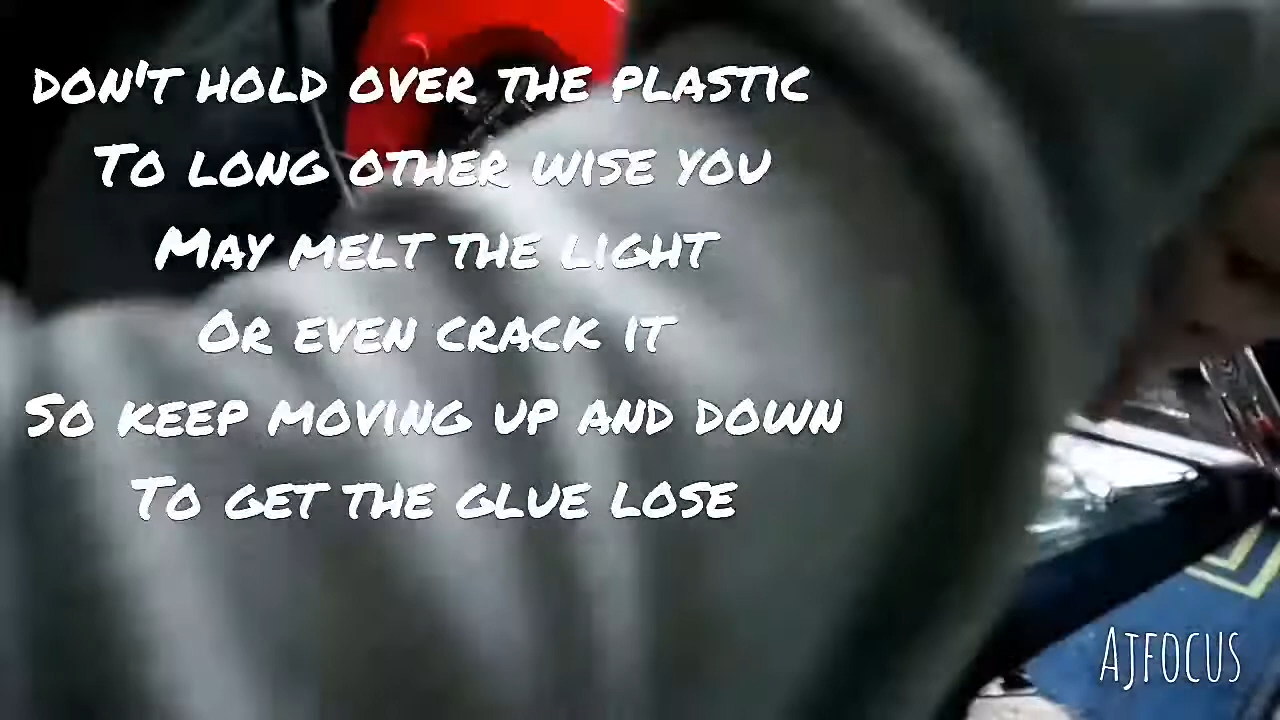 DON'T HOLD OVER THE PLASTIC
TO LONG OTHER WISE YOU
MAY MELT THE LIGHT
OR EVEN CRACK IT
SO KEEP MOVING UP AND DOWN
TO GET THE GLUE LOSE
AJFOCUS